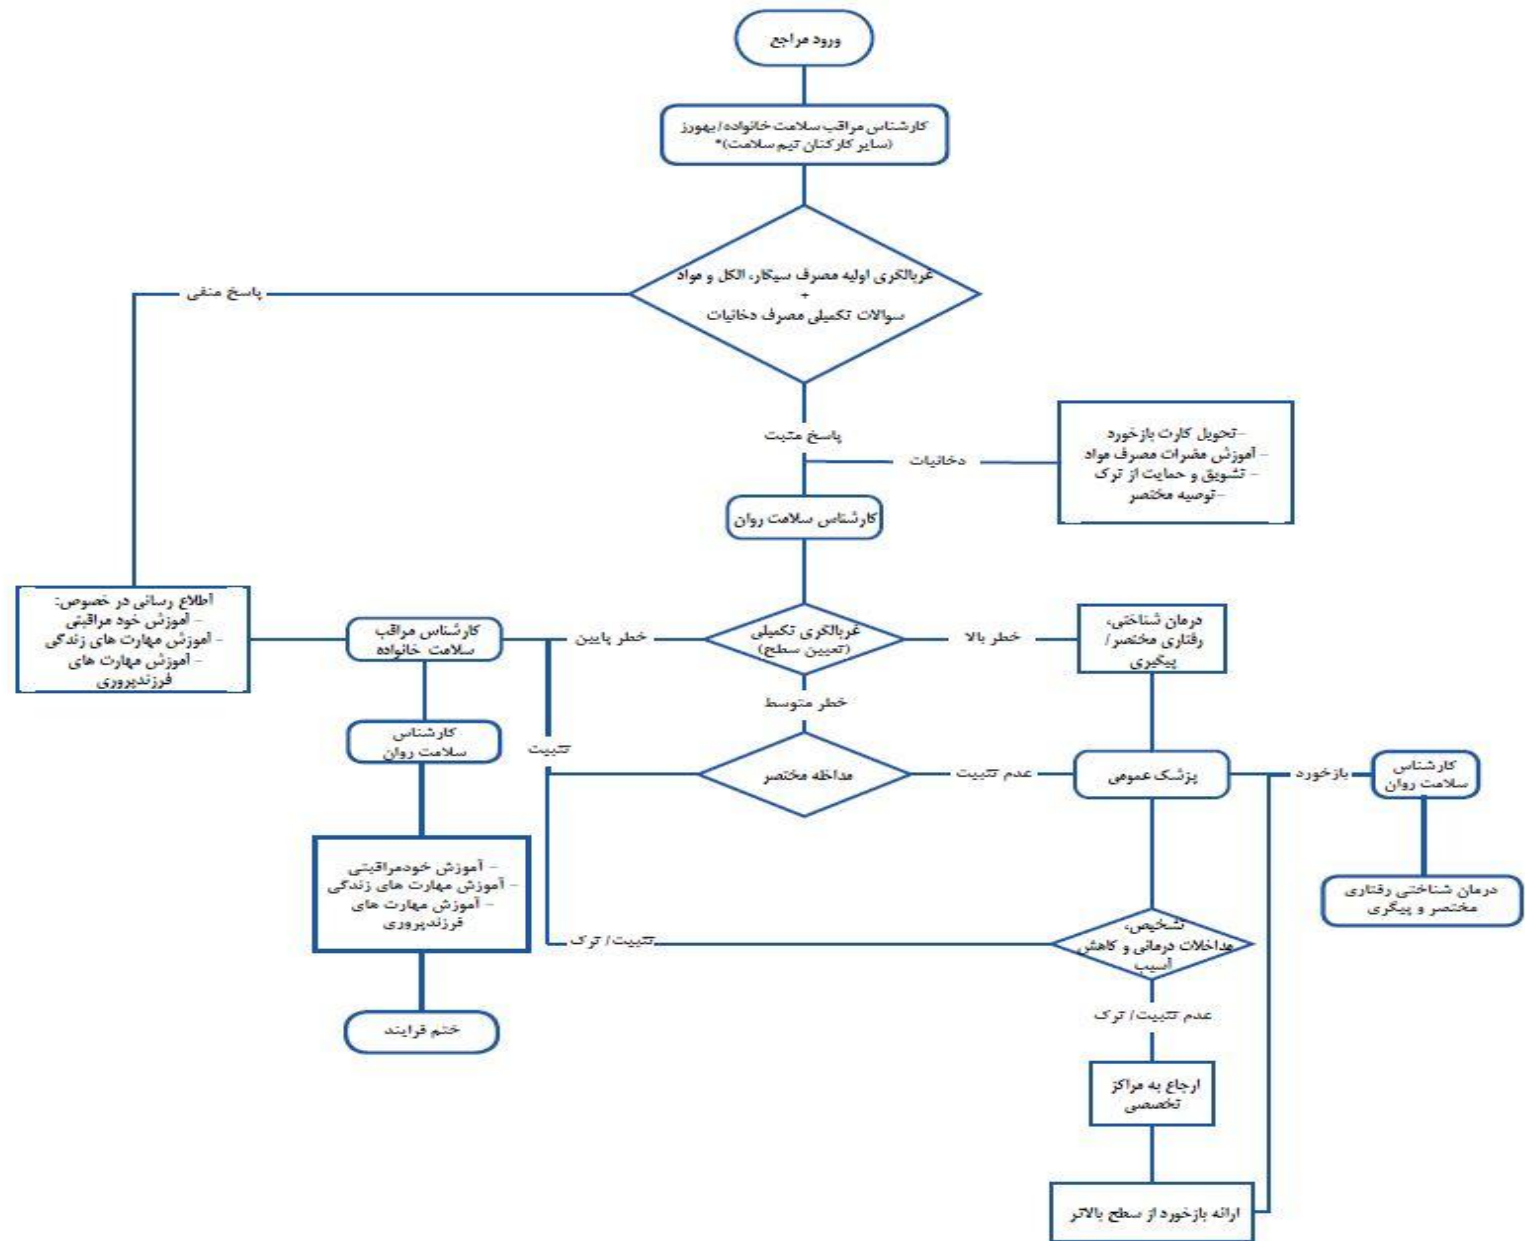 ورود مراجع
کارشناس مراقب سلامت خانواده/بهورز
(سایر کارکنان تیم سلامت)*
غربالگری اولیه مصرف سیگار، الکل و مواد
+
سوالات تکمیلی مصرف دخانیات
پاسخ منفی
پاسخ مثبت
دخانیات
-تحویل کارت بازخورد
- آموزش مضرات مصرف مواد
- تشویق و حمایت از ترک
-توصیه مختصر
کارشناس سلامت روان
اطلاع رسانی در خصوص:
- آموزش خود مراقبتی
- آموزش مهارت های زندگی
- آموزش مهارت های
فرزندپروری
کارشناس مراقب
سلامت خانواده
خطر پایین
غربالگری تکمیلی
(تعیین سطح)
خطر بالا
درمان شناختی،
رفتاری مختصر/
پیگیری
خطر متوسط
کارشناس
سلامت روان
تثبیت
مداخله مختصر
عدم تثبیت
پزشک عمومی
بازخورد
کارشناس
سلامت روان
- آموزش خودمراقبتی
- آموزش مهارت های زندگی
- آموزش مهارت های
فرزندپروری
درمان شناختی رفتاری
مختصر و پیگری
تثبیت/ ترک
تشخیص،
مداخلات درمانی و کاهش
آسیب
ختم فرایند
عدم تثبیت/ ترک
ارجاع به مراکز
تخصصی
ارائه بازخورد از سطح بالاتر